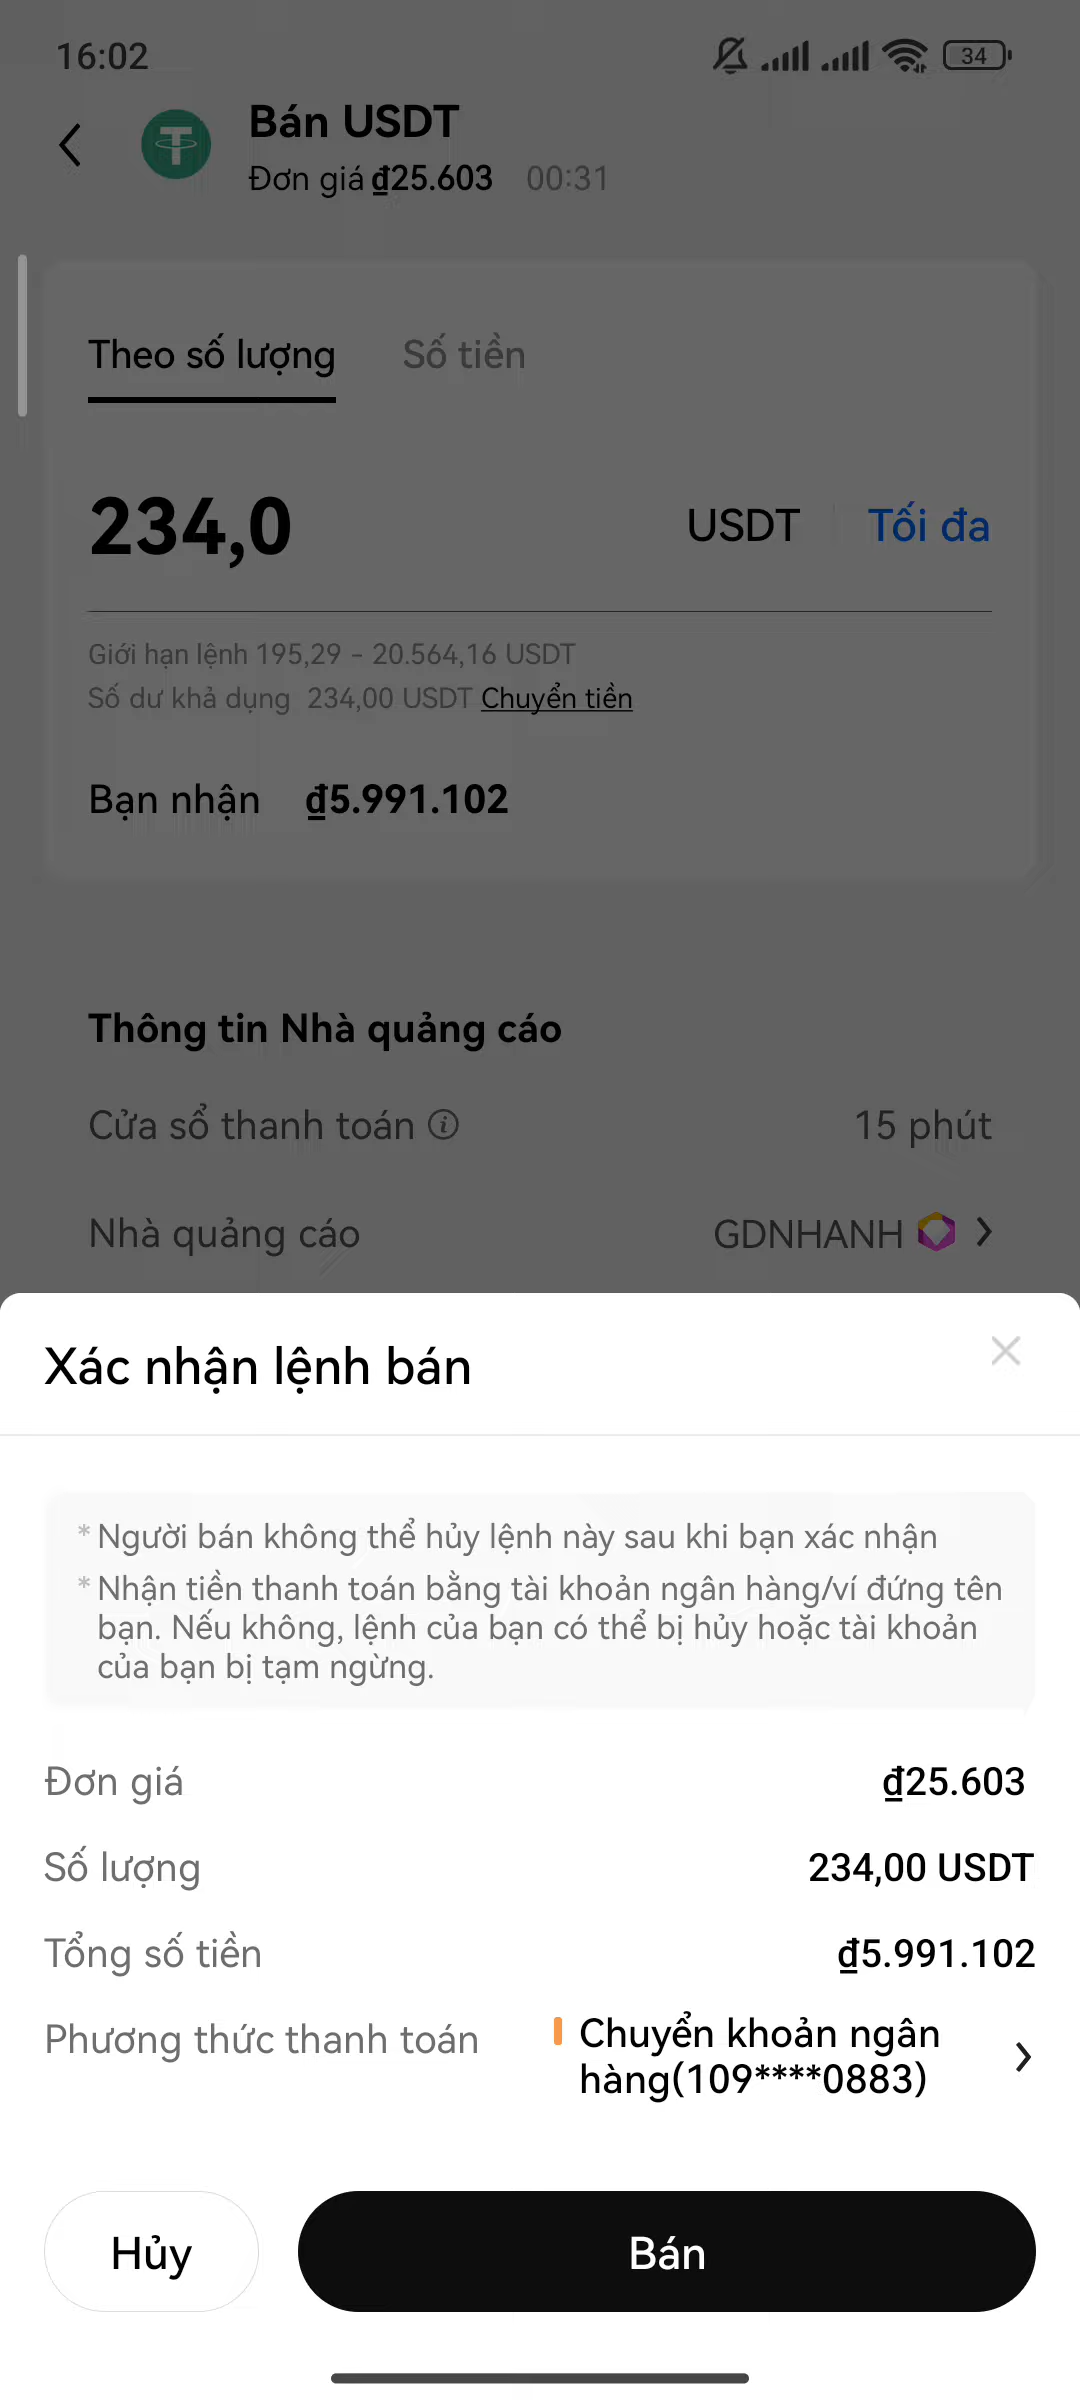 16:02
34
Bán USDT
Đơn giá ₫25.603 00:31
Theo số lượng Số tiền
234,0 USDT Tối đa
Giới hạn lệnh 195,29 - 20.564,16 USDT
Số dư khả dụng 234,00 USDT Chuyển tiền
Bạn nhận ₫5.991.102
Thông tin Nhà quảng cáo
Cửa sổ thanh toán 15 phút
Nhà quảng cáo GDNHANH
Xác nhận lệnh bán
* Người bán không thể hủy lệnh này sau khi bạn xác nhận
* Nhận tiền thanh toán bằng tài khoản ngân hàng/ví đứng tên
bạn. Nếu không, lệnh của bạn có thể bị hủy hoặc tài khoản
của bạn bị tạm ngừng.
Đơn giá ₫25.603
Số lượng 234,00 USDT
Tổng số tiền ₫5.991.102
Phương thức thanh toán Chuyển khoản ngân
hàng(109****0883)
Hủy Bán